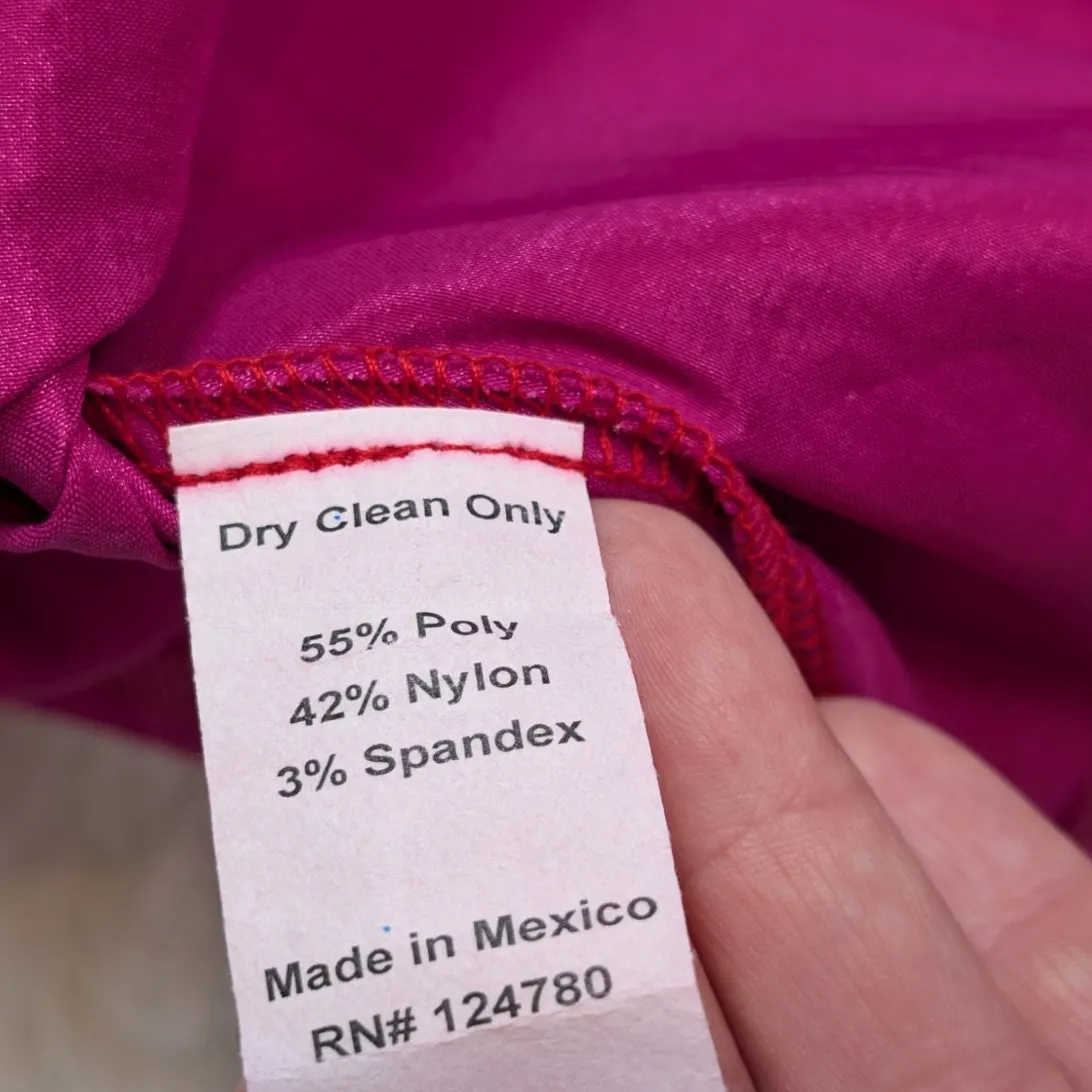 Dry Clean Only
55% Poly
42% Nylon
3% Spandex
Made in Mexico
RN# 124780